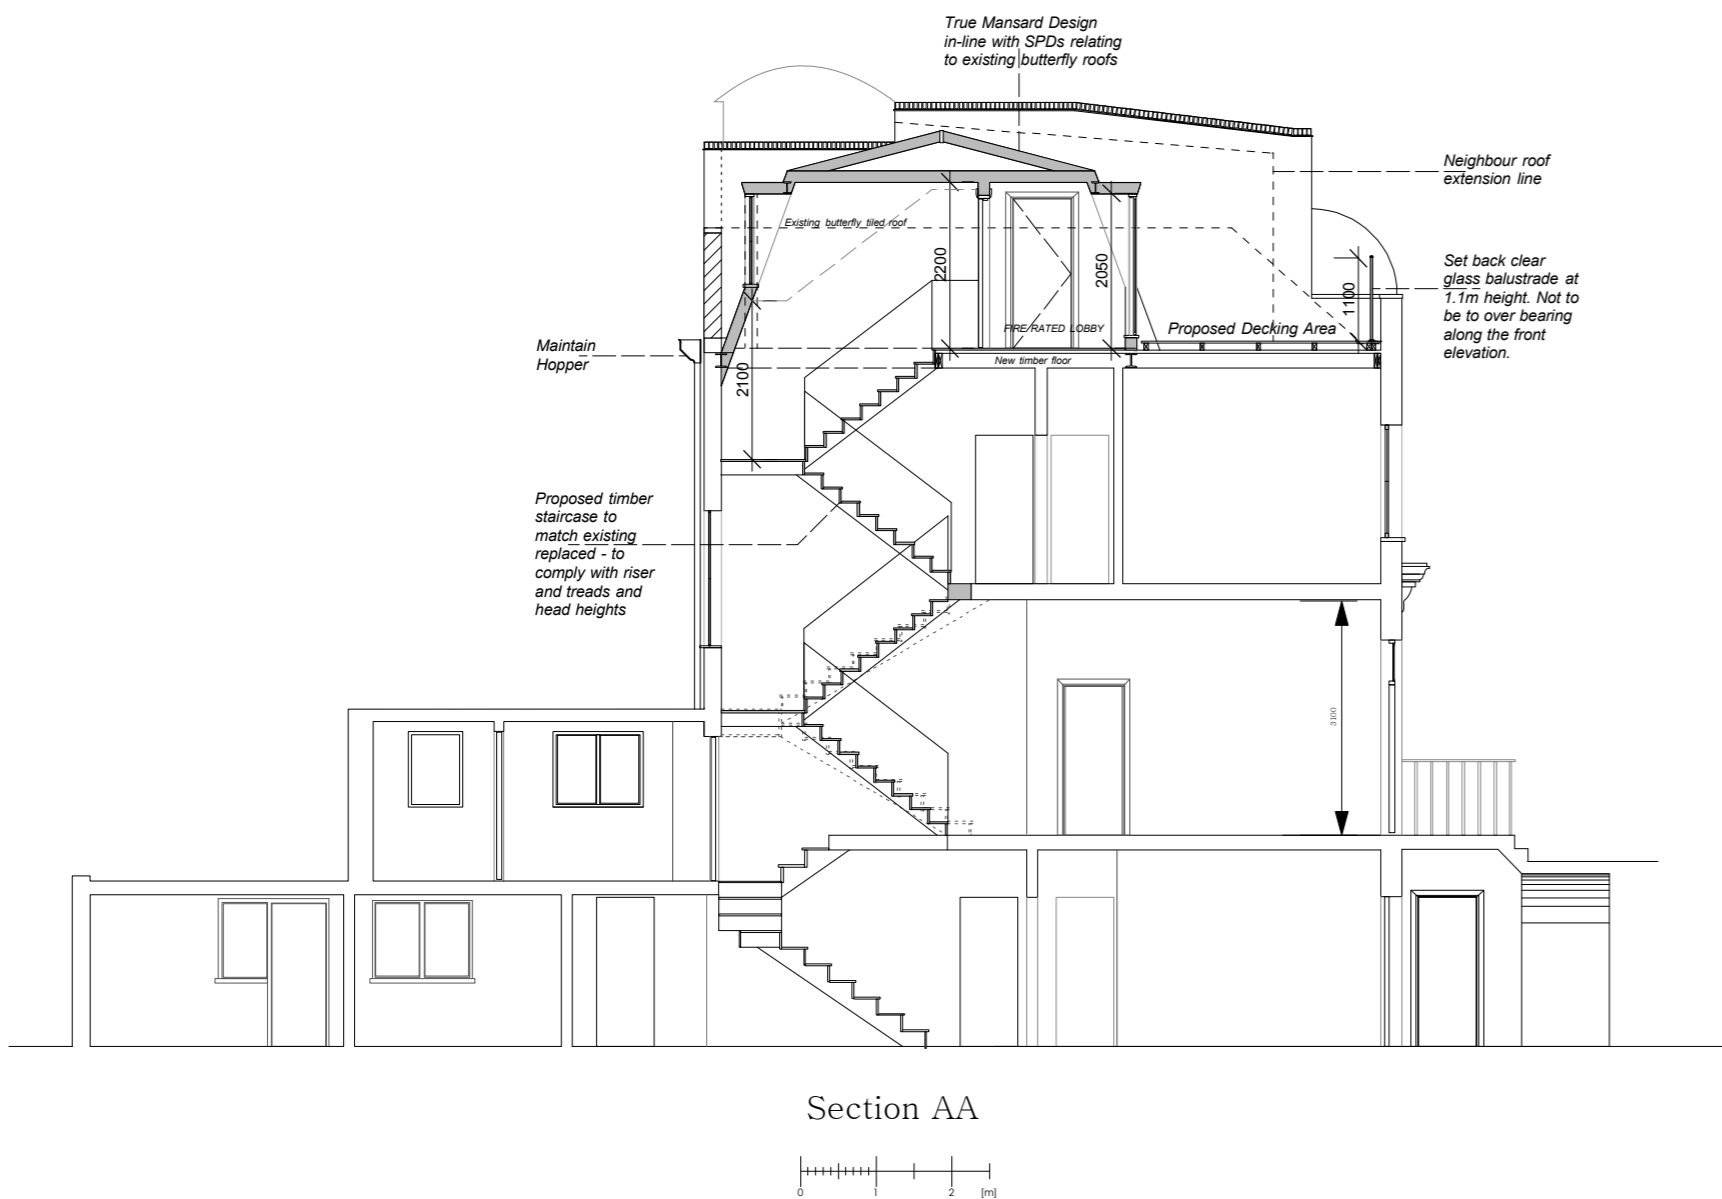 True Mansard Design
in-line with SPDs relating
to existing butterfly roofs
Neighbour roof
extension line
Existing butterfly tiled roof
2200
2050
1100
Set back clear
glass balustrade at
1.1m height. Not to
be to over bearing
along the front
elevation.
FIRE RATED LOBBY
Proposed Decking Area
Maintain
Hopper
New timber floor
2100
Proposed timber
staircase to
match existing
replaced - to
comply with riser
and treads and
head heights
3100
Section AA
0 1 2 [m]